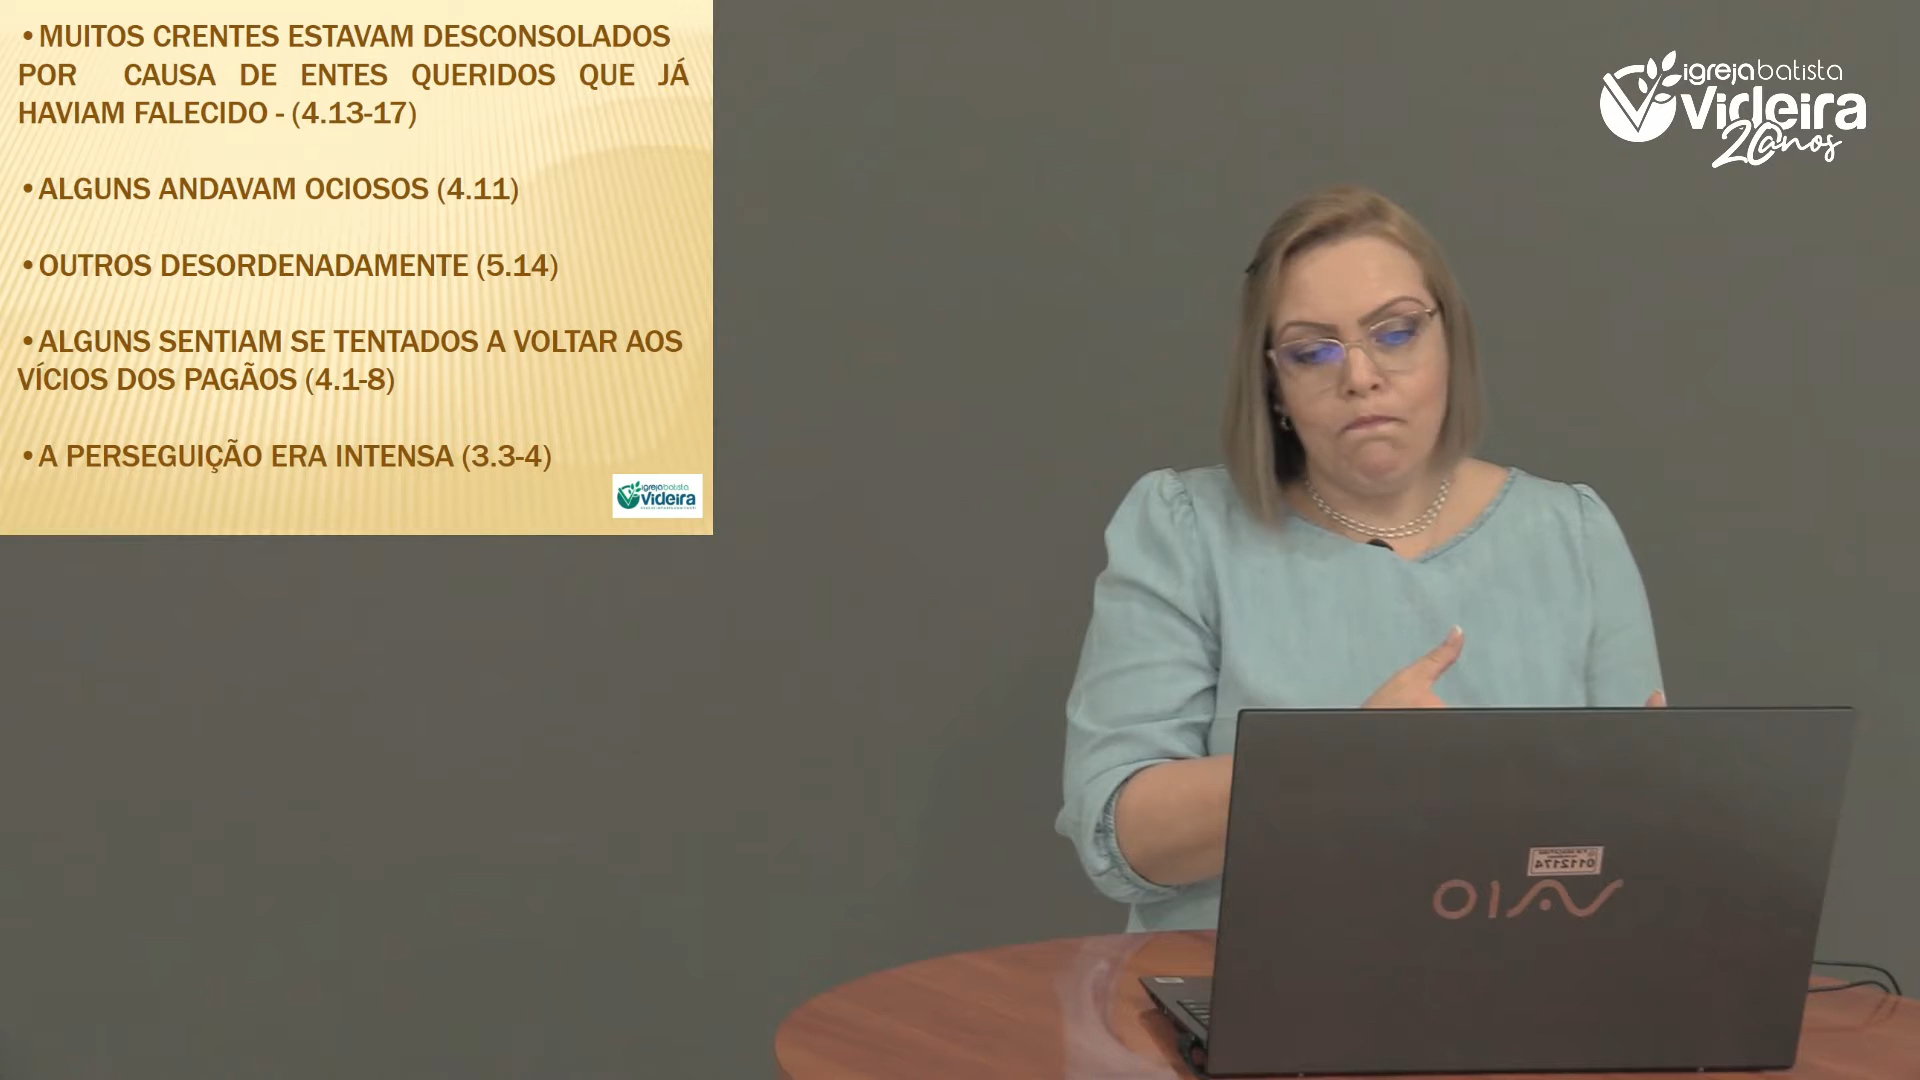 •MUITOS CRENTES ESTAVAM DESCONSOLADOS
POR CAUSA DE ENTES QUERIDOS QUE JÁ
HAVIAM FALECIDO - (4.13-17)
•ALGUNS ANDAVAM OCIOSOS (4.11)
•OUTROS DESORDENADAMENTE (5.14)
•ALGUNS SENTIAM SE TENTADOS A VOLTAR AOS
VÍCIOS DOS PAGÃOS (4.1-8)
•A PERSEGUIÇÃO ERA INTENSA (3.3-4)
igrejabatista
Videira
igrejabatista
Videira
20anos
0112174
VAIO